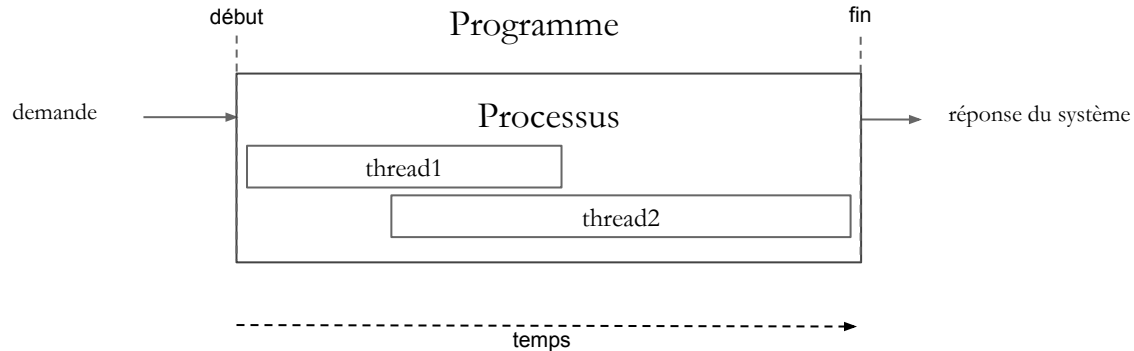 début
Programme
fin
demande
Processus
réponse du système
thread1
thread2
temps